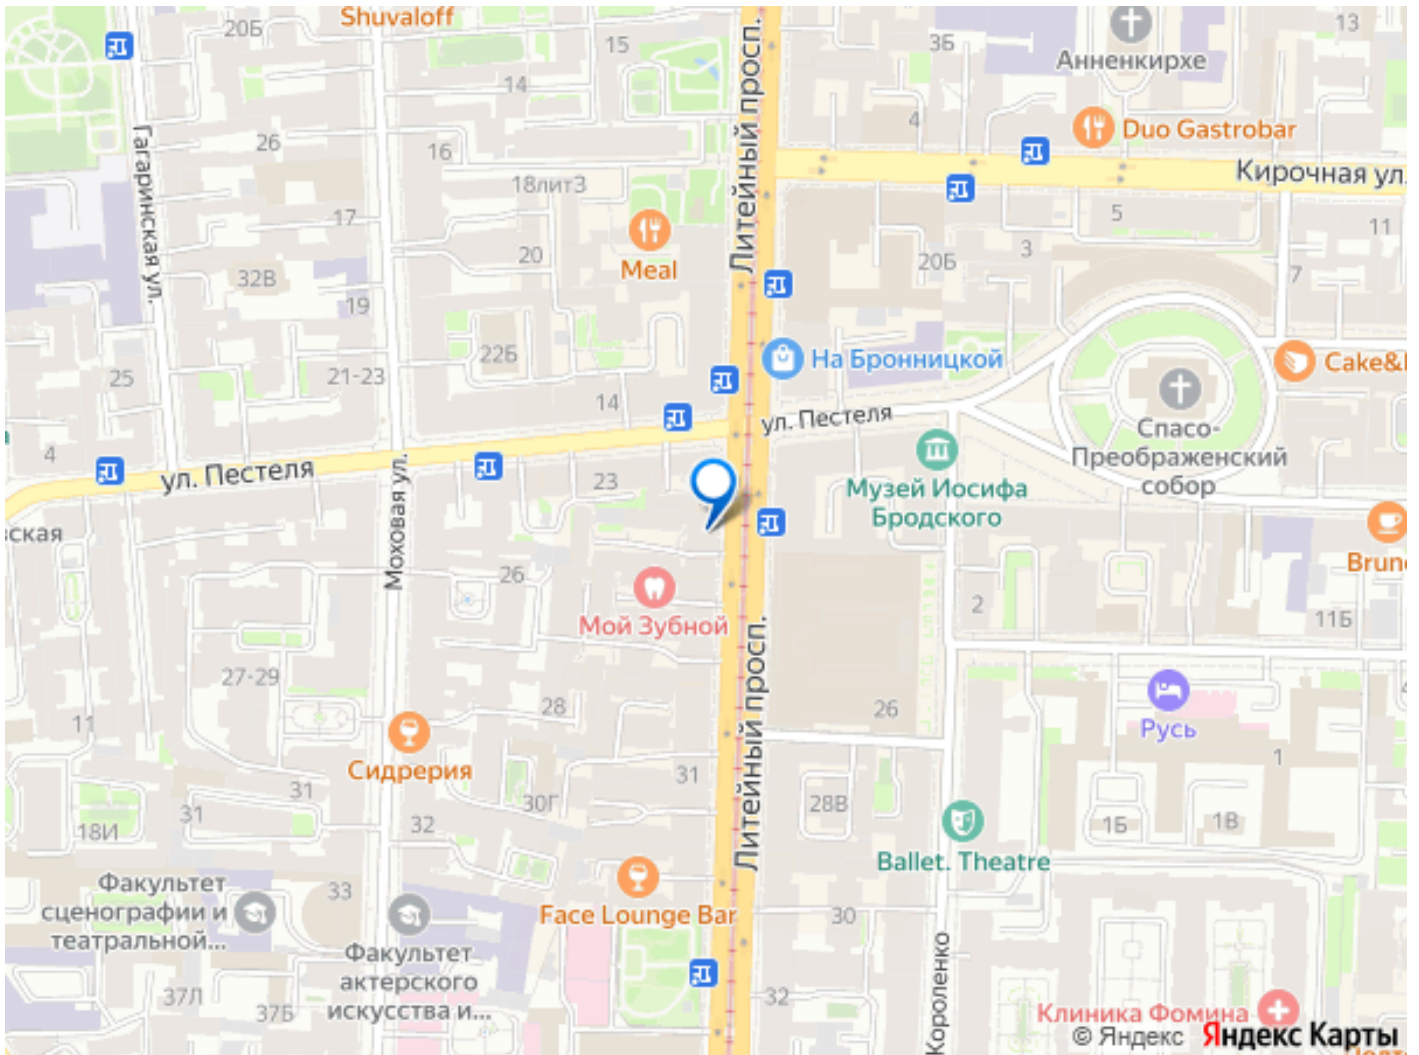 Shuvaloff
20Б
15
3Б
13
Анненкирхе
14
Литейный просп.
4
Duo Gastrobar
Гагаринская ул.
26
16
Кирочная ул.
18литЗ
17
5
11
20
Meal
3
20Б
7
32В
19
22Б
На Бронницкой
25
21-23
14
Cake&
ул. Пестеля
Спасо-
Преображенский
собор
4
ул. Пестеля
23
Музей Иосифа
Бродского
ская
Моховая ул.
26
Brun
Мой Зубной
2
11Б
Литейный просп.
27-29
28
26
11
Русь
Сидрерия
31
1
31
30Г
28В
31
18И
32
1Б
1В
Ballet. Theatre
Факультет
сценографии и
театральной...
33
Face Lounge Bar
30
Факультет
актерского
искусства и...
Короленко
37Л
37Б
32
Клиника Фомина
© Яндекс Яндекс Карты